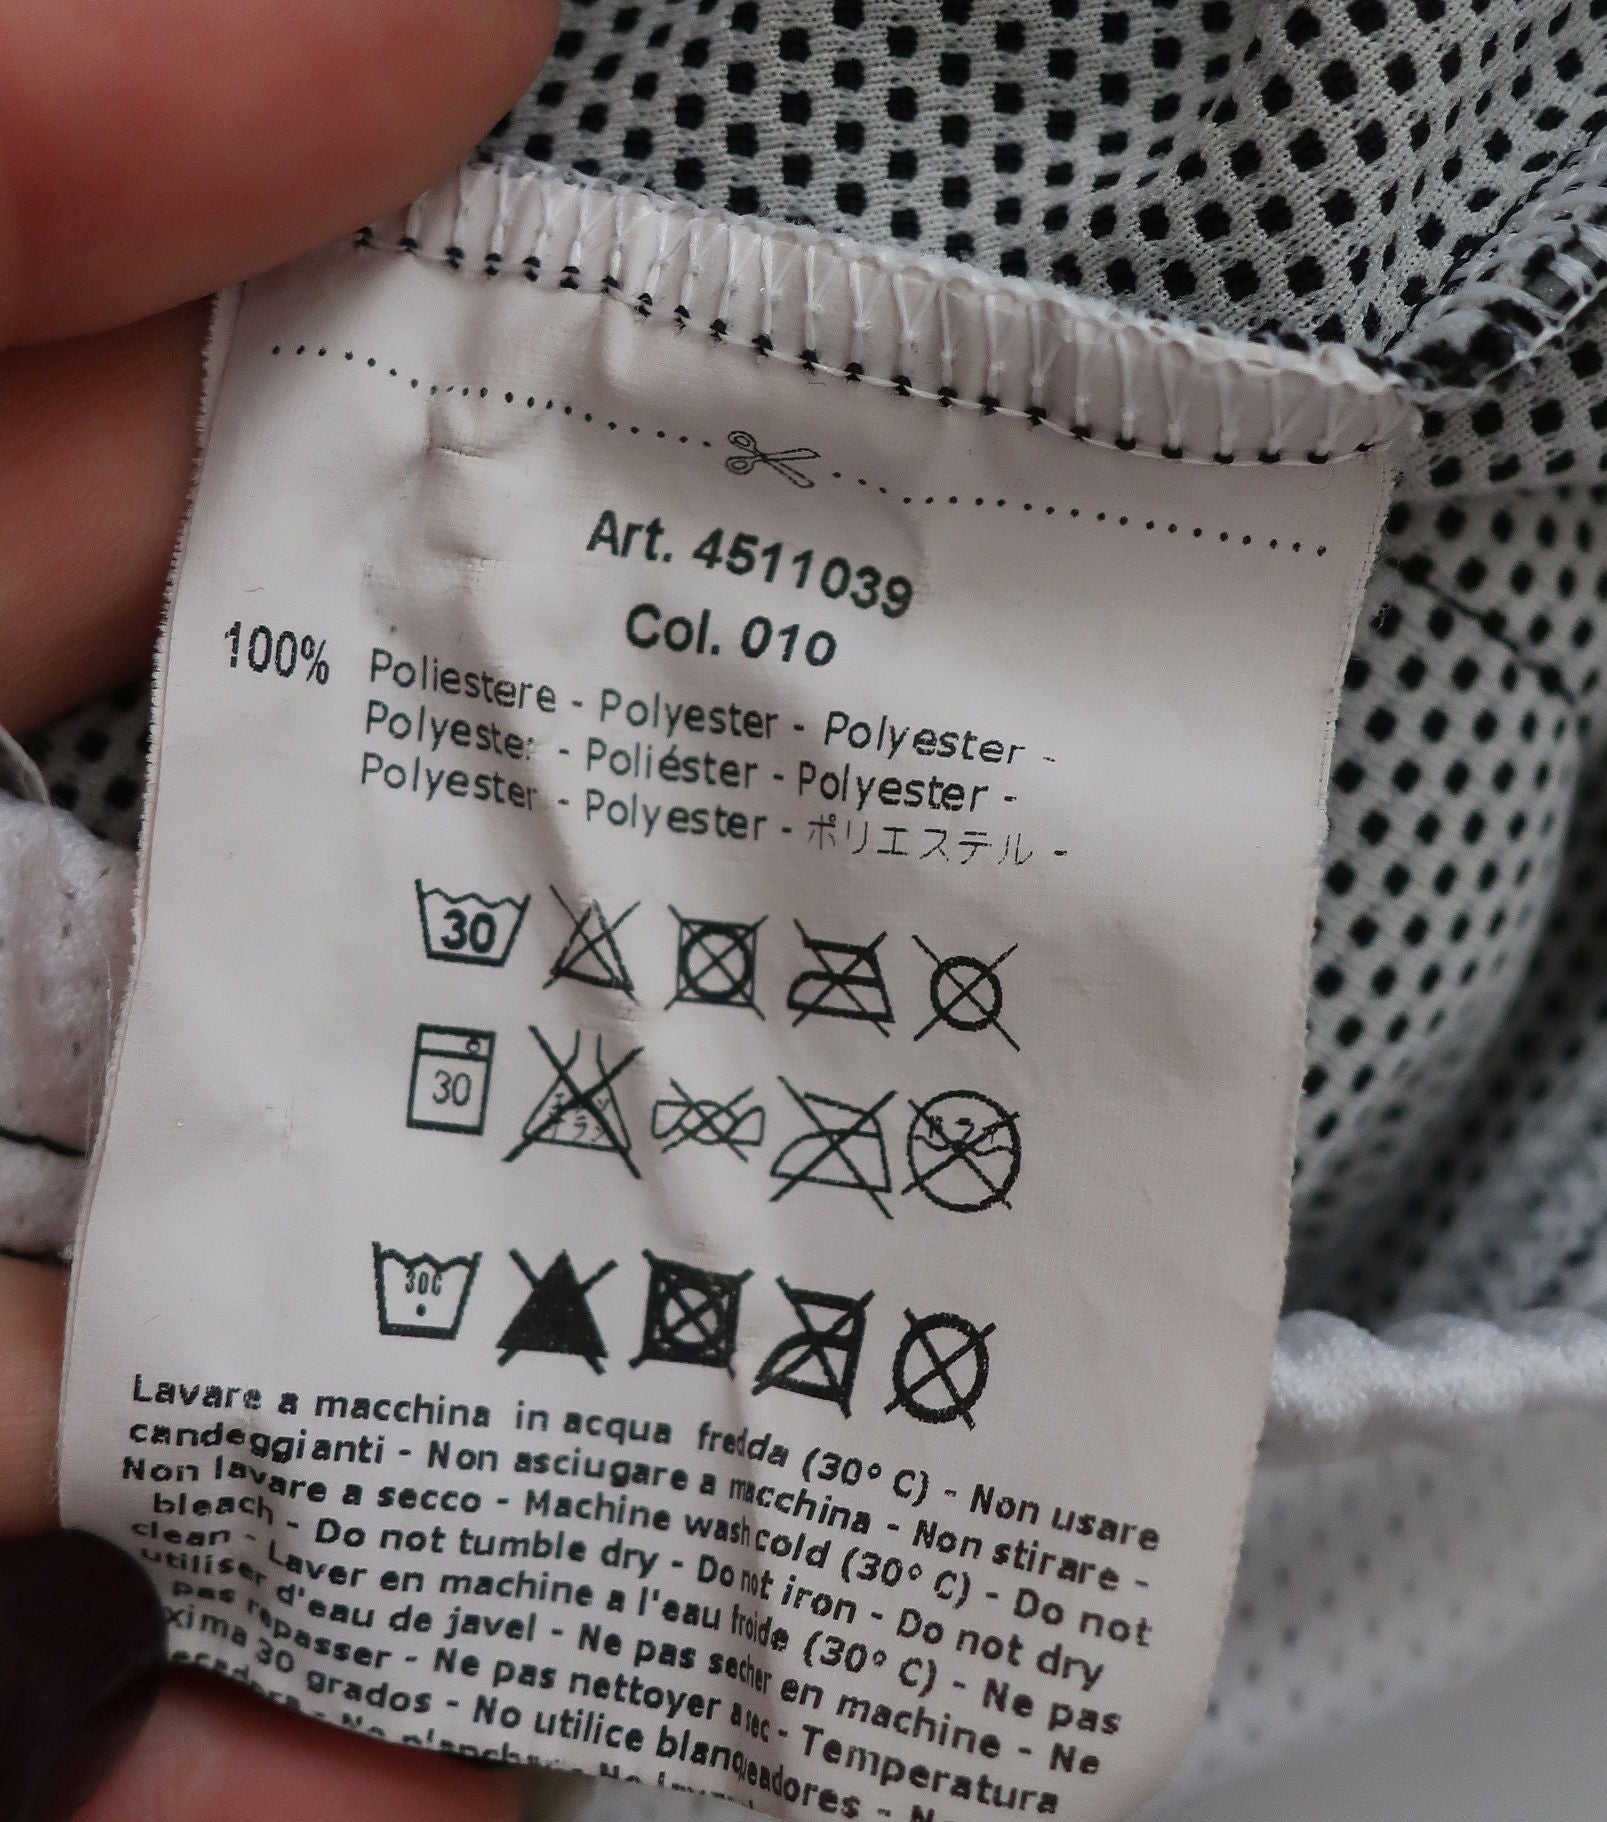 Art. 4511039
Col. 010
100% Poliestere - Polyester - Polyester -
Polyester - Poliéster - Polyester -
Polyester - Polyester - ポリエステル -
30
30
30C
Lavare a macchina in acqua fredda (30° C) - Non usare
candeggianti - Non asciugare a macchina - Non stirare -
Non lavare a secco - Machine wash cold (30° C) - Do not
bleach - Do not tumble dry - Do not iron - Do not dry
clean - Laver en machine a l'eau froide (30° C) - Ne pas
utiliser d'eau de javel - Ne pas secher en machine - Ne
pas repasser - Ne pas nettoyer a sec - Temperatura
xima 30 grados - No utilice blanqueadores - N